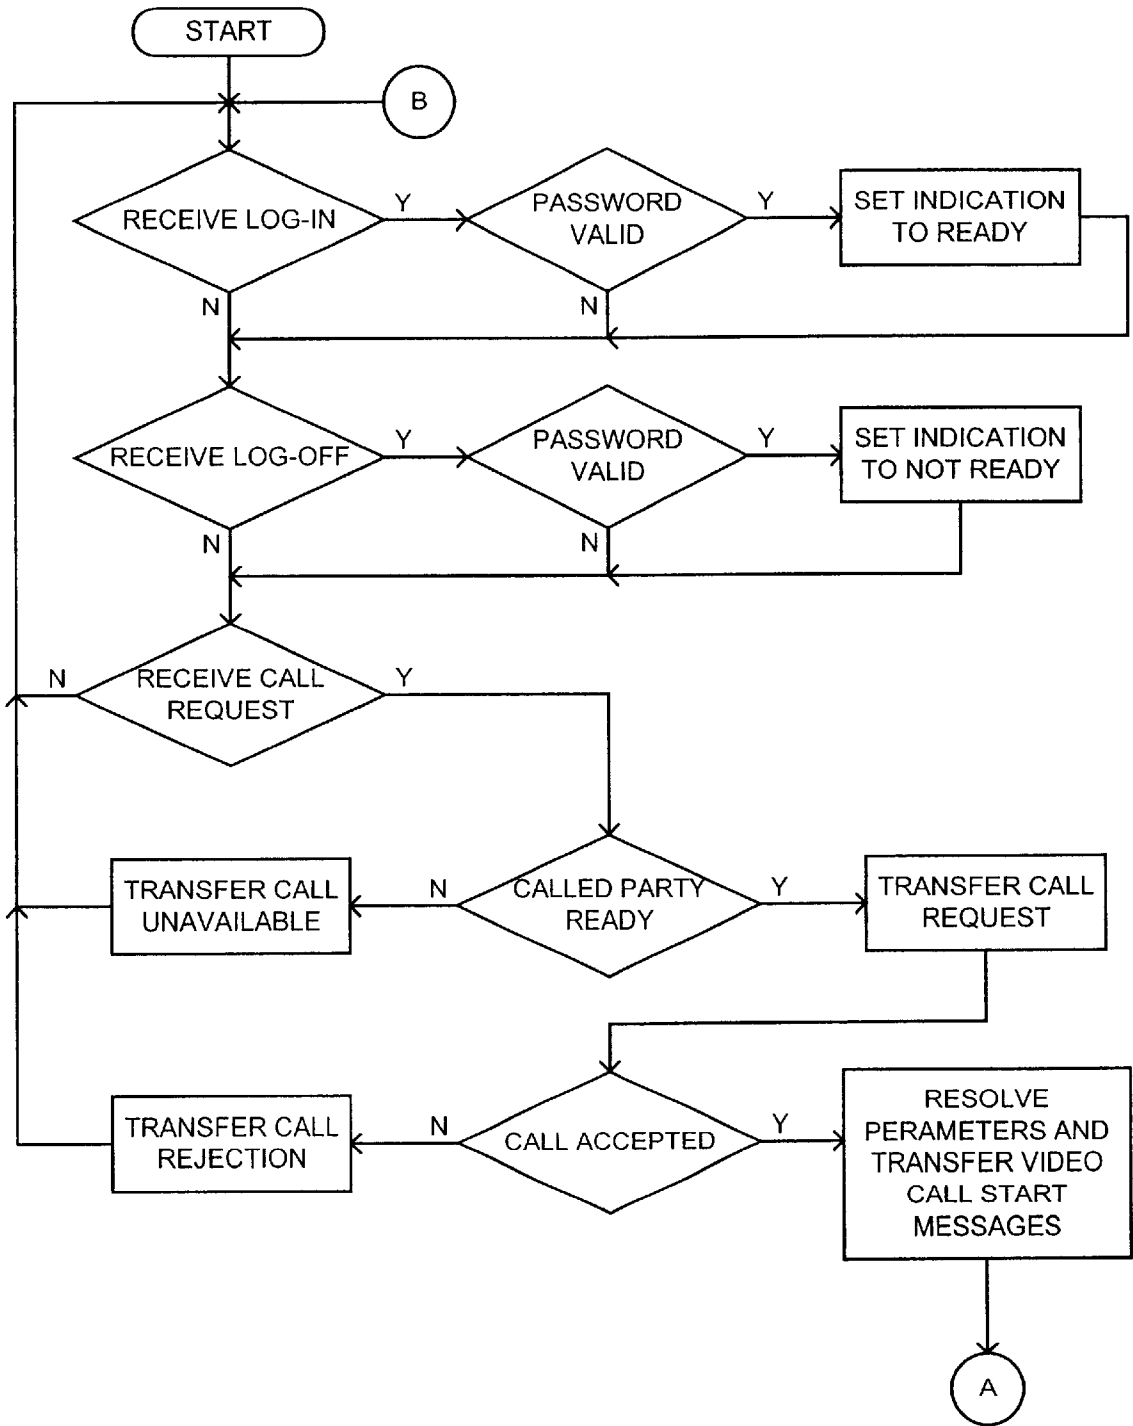 START
B
RECEIVE LOG-IN
Y
PASSWORD
VALID
Y
SET INDICATION
TO READY
N
N
RECEIVE LOG-OFF
Y
PASSWORD
VALID
Y
SET INDICATION
TO NOT READY
N
N
N
RECEIVE CALL
REQUEST
Y
TRANSFER CALL
UNAVAILABLE
N
CALLED PARTY
READY
Y
TRANSFER CALL
REQUEST
TRANSFER CALL
REJECTION
N
CALL ACCEPTED
Y
RESOLVE
PERAMETERS AND
TRANSFER VIDEO
CALL START
MESSAGES
A